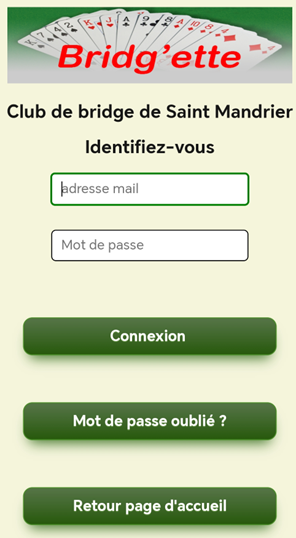 Bridg'ette
Club de bridge de Saint Mandrier
Identifiez-vous
adresse mail
Mot de passe
Connexion
Mot de passe oublié ?
Retour page d'accueil